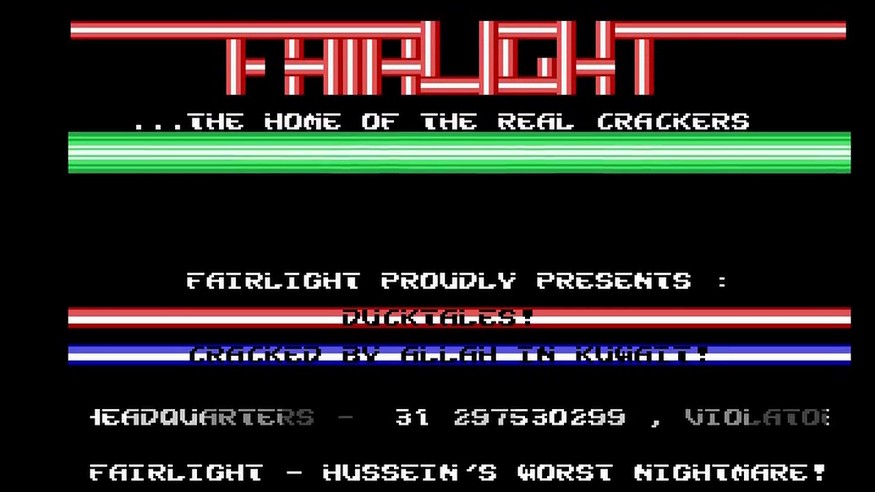 FAIRLIGHT
...THE HOME OF THE REAL CRACKERS
FAIRLIGHT PROUDLY PRESENTS :
DUCKTALES!
CRACKED BY ALLAH IN KUWAIT!
HEADQUARTERS - 31 297530299 , VIOLATO
FAIRLIGHT - HUSSEIN'S WORST NIGHTMARE!